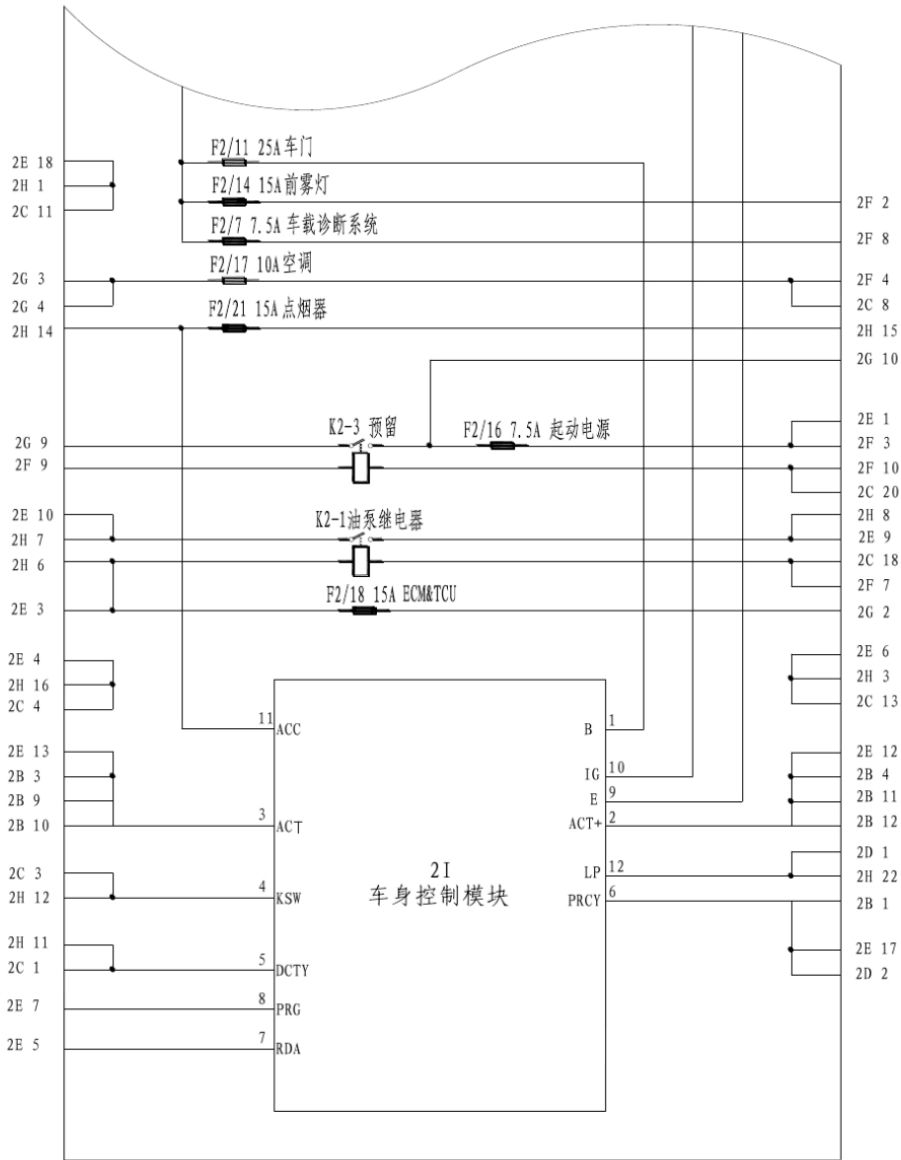 F2/11 25A车门
2E 18
2H 1
F2/14 15A前雾灯
2C 11
2F 2
F2/7 7.5A车载诊断系统
2F 8
F2/17 10A空调
2G 3
2F 4
2G 4
2C 8
F2/21 15A点烟器
2H 14
2H 15
2G 10
K2-3 预留
F2/16 7.5A 起动电源
2E 1
2G 9
2F 3
2F 9
2F 10
2C 20
2E 10
K2-1油泵继电器
2H 8
2H 7
2E 9
2H 6
2C 18
2F 7
F2/18 15A ECM&TCU
2E 3
2G 2
2E 4
2E 6
2H 16
2H 3
2C 4
2C 13
11
ACC
1
B
2E 13
2E 12
2B 3
IG
10
2B 4
2B 9
E
9
2B 11
2B 10
3
ACT
ACT+
2
2B 12
2D 1
2C 3
2I
LP
12
2H 22
2H 12
4
KSW
车身控制模块
PRCY
6
2B 1
2H 11
2E 17
2C 1
5
DCTY
2D 2
2E 7
8
PRG
2E 5
7
RDA